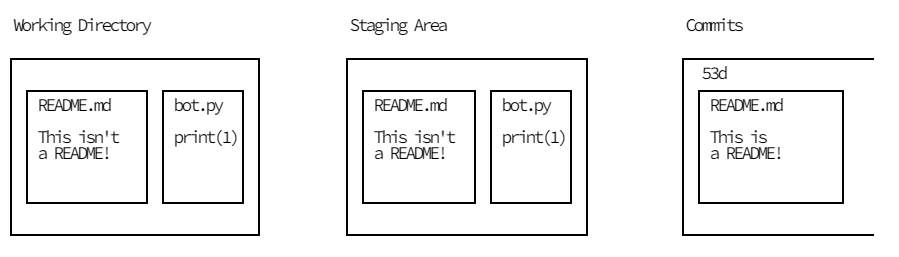 Working Directory
Staging Area
Commits
53d
README.md
bot.py
This isn't
a README!
print(1)
README.md
bot.py
This isn't
a README!
print(1)
README.md
This is
a README!